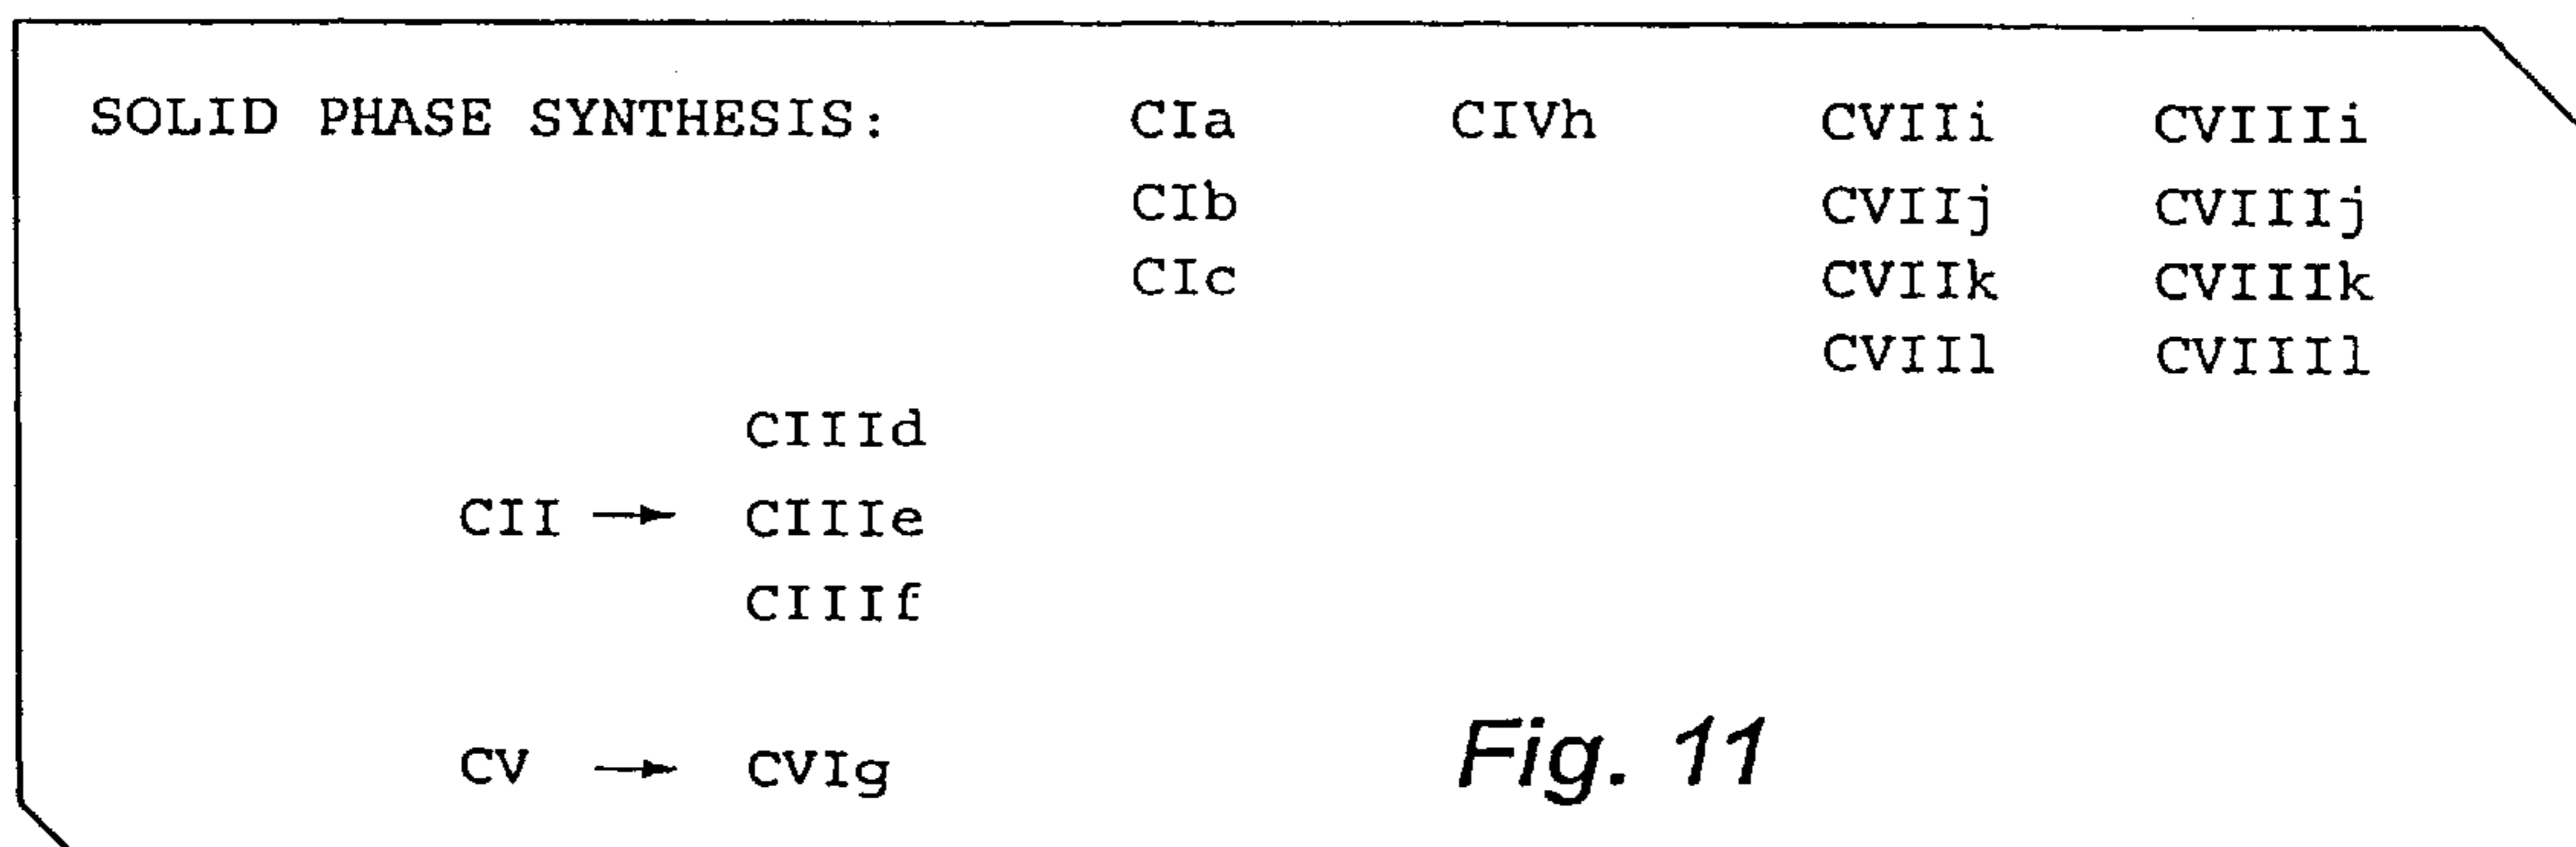 SOLID PHASE SYNTHESIS: CIa CIVh CVIIi CVIIIi
CIb CVIIj CVIIIj
CIc CVIIk CVIIIk
CVIIl CVIIIl
CIIId
CII → CIIIe
CIIIf
CV → CVIg
Fig. 11